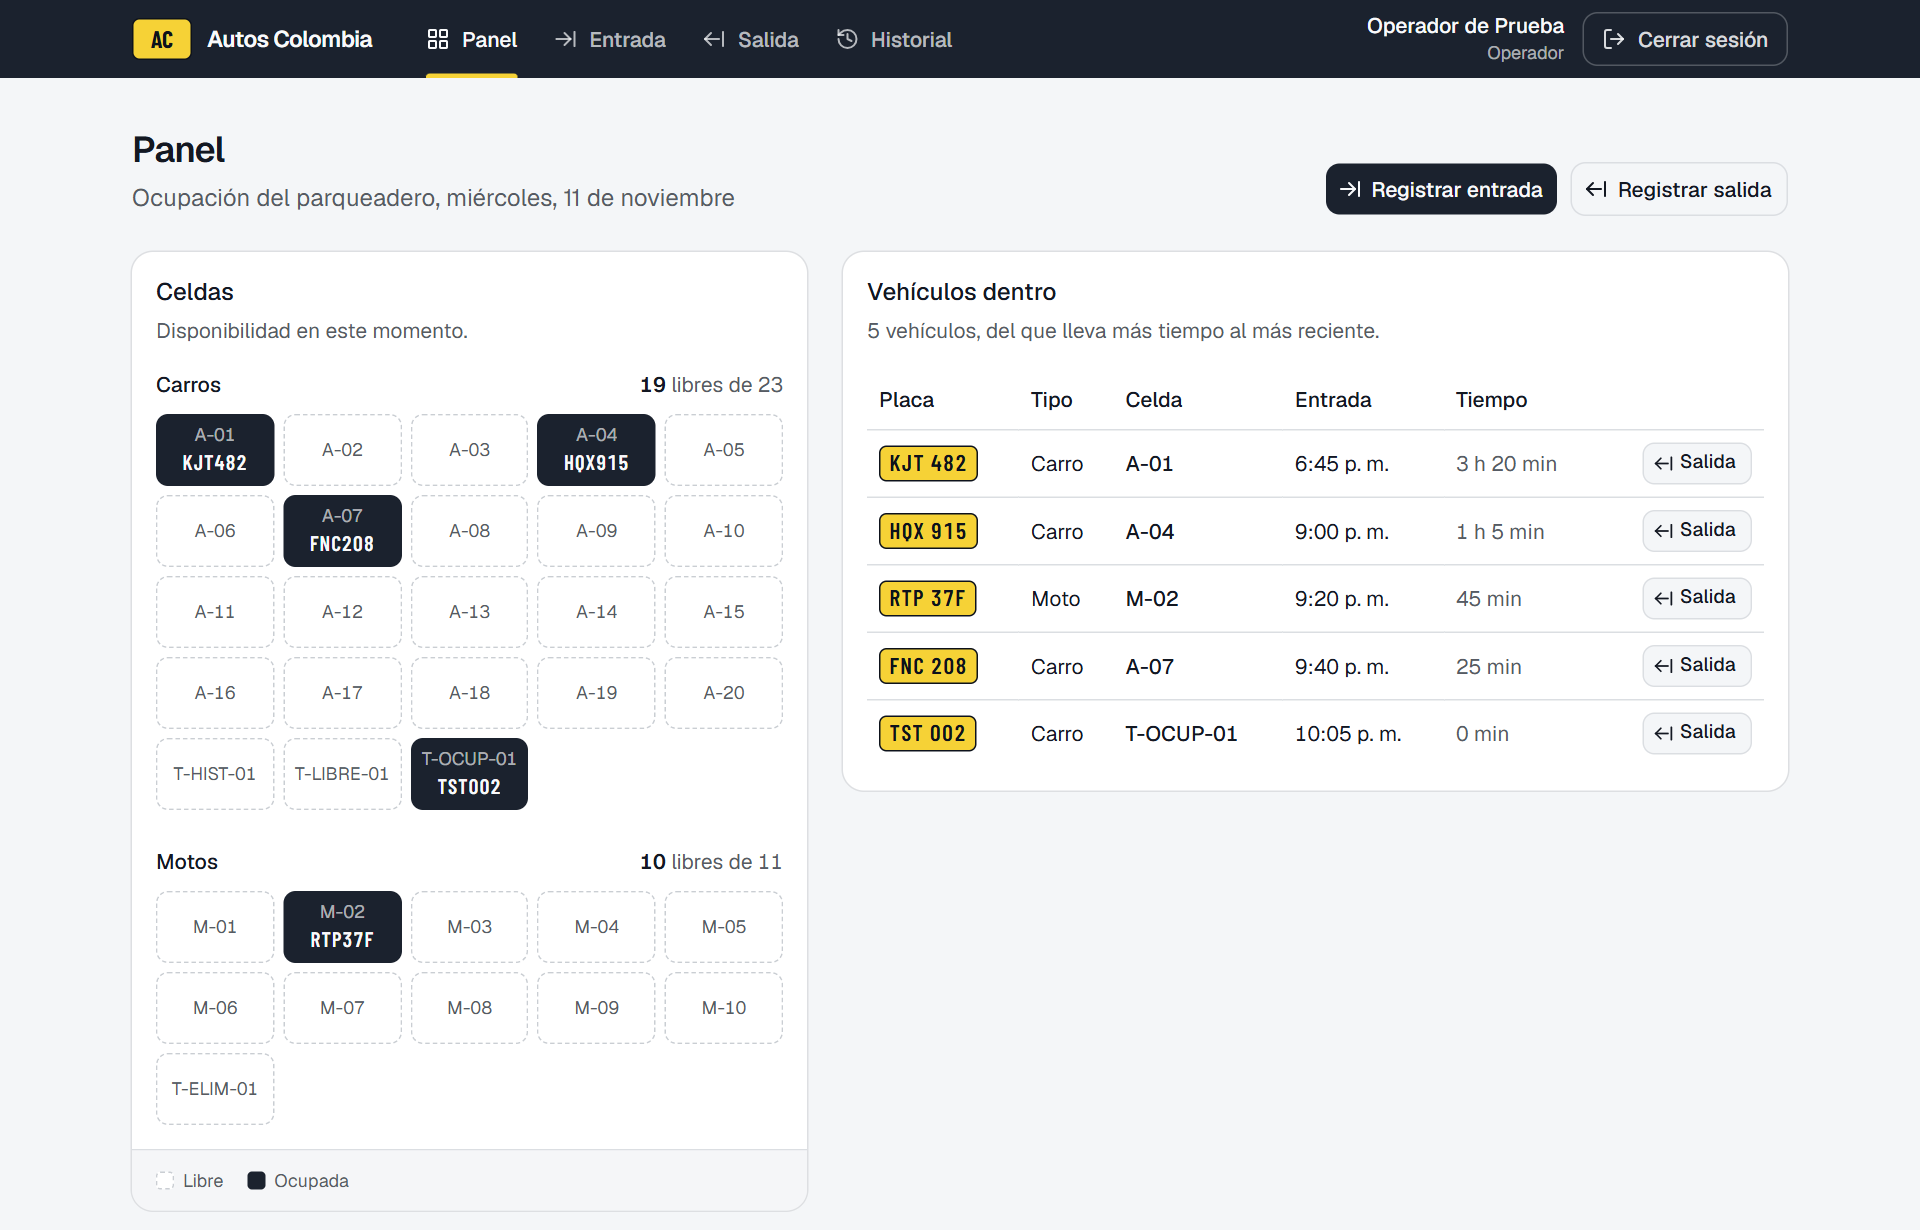 AC Autos Colombia Panel Entrada Salida Historial Operador de Prueba Operador Cerrar sesión
Panel
Ocupación del parqueadero, miércoles, 11 de noviembre
Registrar entrada Registrar salida
Celdas
Disponibilidad en este momento.
Carros 19 libres de 23
A-01 KJT482 A-02 A-03 A-04 HQX915 A-05
A-06 A-07 FNC208 A-08 A-09 A-10
A-11 A-12 A-13 A-14 A-15
A-16 A-17 A-18 A-19 A-20
T-HIST-01 T-LIBRE-01 T-OCUP-01 TST002
Motos 10 libres de 11
M-01 M-02 RTP37F M-03 M-04 M-05
M-06 M-07 M-08 M-09 M-10
T-ELIM-01
Libre Ocupada
Vehículos dentro
5 vehículos, del que lleva más tiempo al más reciente.
Placa Tipo Celda Entrada Tiempo
KJT 482 Carro A-01 6:45 p. m. 3 h 20 min Salida
HQX 915 Carro A-04 9:00 p. m. 1 h 5 min Salida
RTP 37F Moto M-02 9:20 p. m. 45 min Salida
FNC 208 Carro A-07 9:40 p. m. 25 min Salida
TST 002 Carro T-OCUP-01 10:05 p. m. 0 min Salida